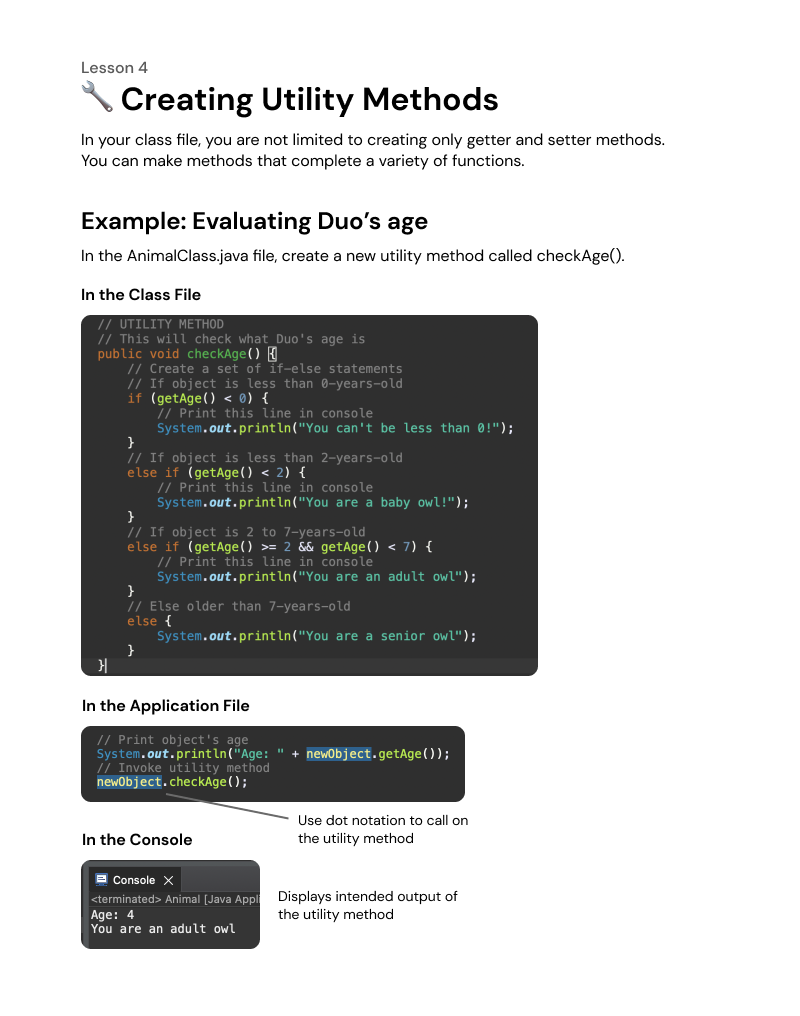 Lesson 4
🔧 Creating Utility Methods
In your class file, you are not limited to creating only getter and setter methods.
You can make methods that complete a variety of functions.
Example: Evaluating Duo’s age
In the AnimalClass.java file, create a new utility method called checkAge().
In the Class File
// UTILITY METHOD
// This will check what Duo's age is
public void checkAge() {
    // Create a set of if-else statements
    // If object is less than 0-years-old
    if (getAge() < 0) {
        // Print this line in console
        System.out.println("You can't be less than 0!");
    }
    // If object is less than 2-years-old
    else if (getAge() < 2) {
        // Print this line in console
        System.out.println("You are a baby owl!");
    }
    // If object is 2 to 7-years-old
    else if (getAge() >= 2 && getAge() < 7) {
        // Print this line in console
        System.out.println("You are an adult owl");
    }
    // Else older than 7-years-old
    else {
        System.out.println("You are a senior owl");
    }
}
In the Application File
// Print object's age
System.out.println("Age: " + newObject.getAge());
// Invoke utility method
newObject.checkAge();
Use dot notation to call on
the utility method
In the Console
Console
<terminated> Animal [Java Appli
Age: 4
You are an adult owl
Displays intended output of
the utility method